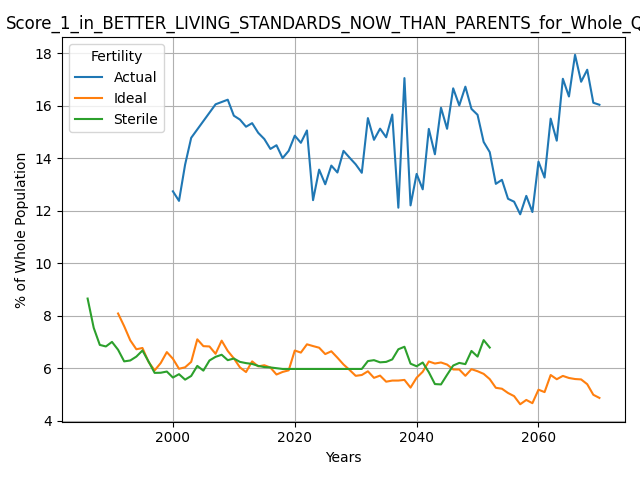 Score_1_in_BETTER_LIVING_STANDARDS_NOW_THAN_PARENTS_for_Whole_Q
Fertility
Actual
Ideal
Sterile
18
16
14
12
10
8
6
4
% of Whole Population
2000 2020 2040 2060
Years